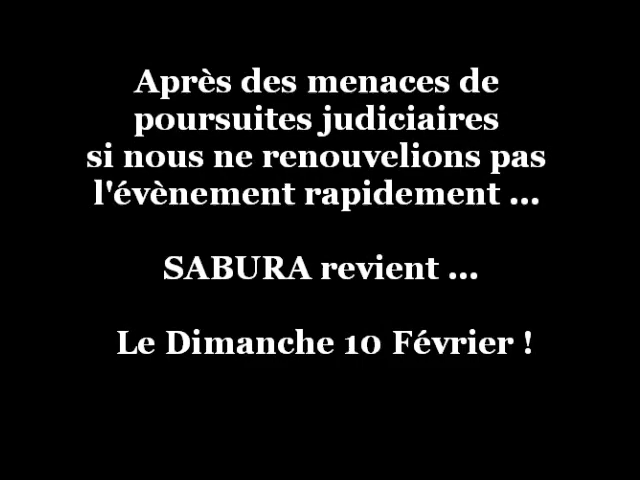 Après des menaces de
poursuites judiciaires
si nous ne renouvelions pas
l'évènement rapidement ...
SABURA revient ...
Le Dimanche 10 Février !